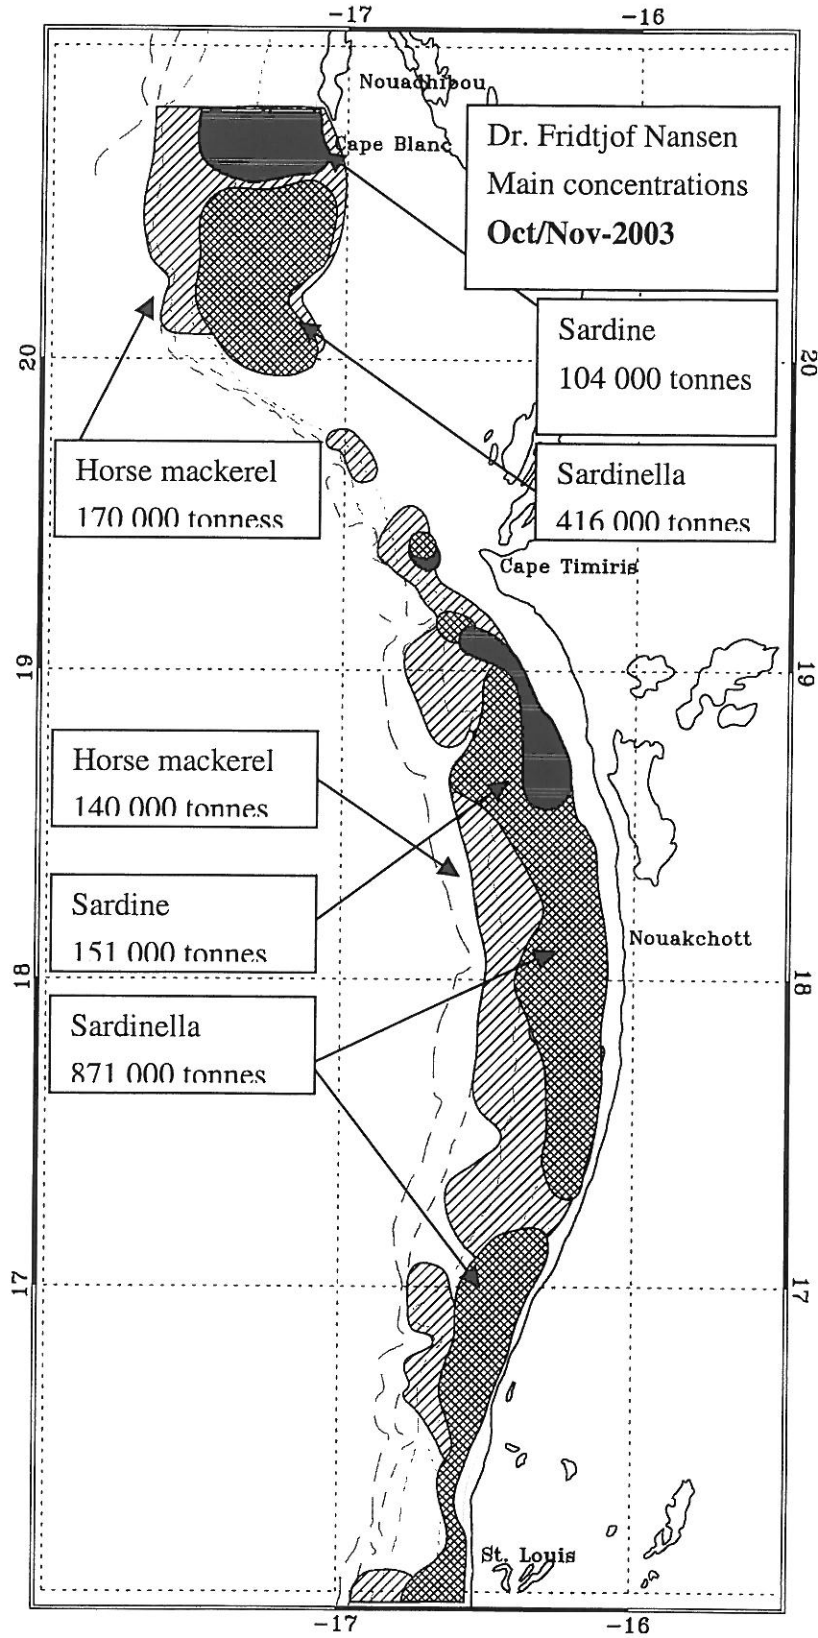 -17
-16
Nouadhibou
Dr. Fridtjof Nansen
Main concentrations
Oct/Nov-2003
Cape Blanc
Sardine
104 000 tonnes
20
20
Horse mackerel
170 000 tonness
Sardinella
416 000 tonnes
Cape Timiris
19
19
Horse mackerel
140 000 tonnes
Sardine
151 000 tonnes
Nouakchott
18
18
Sardinella
871 000 tonnes
17
17
St. Louis
-17
-16